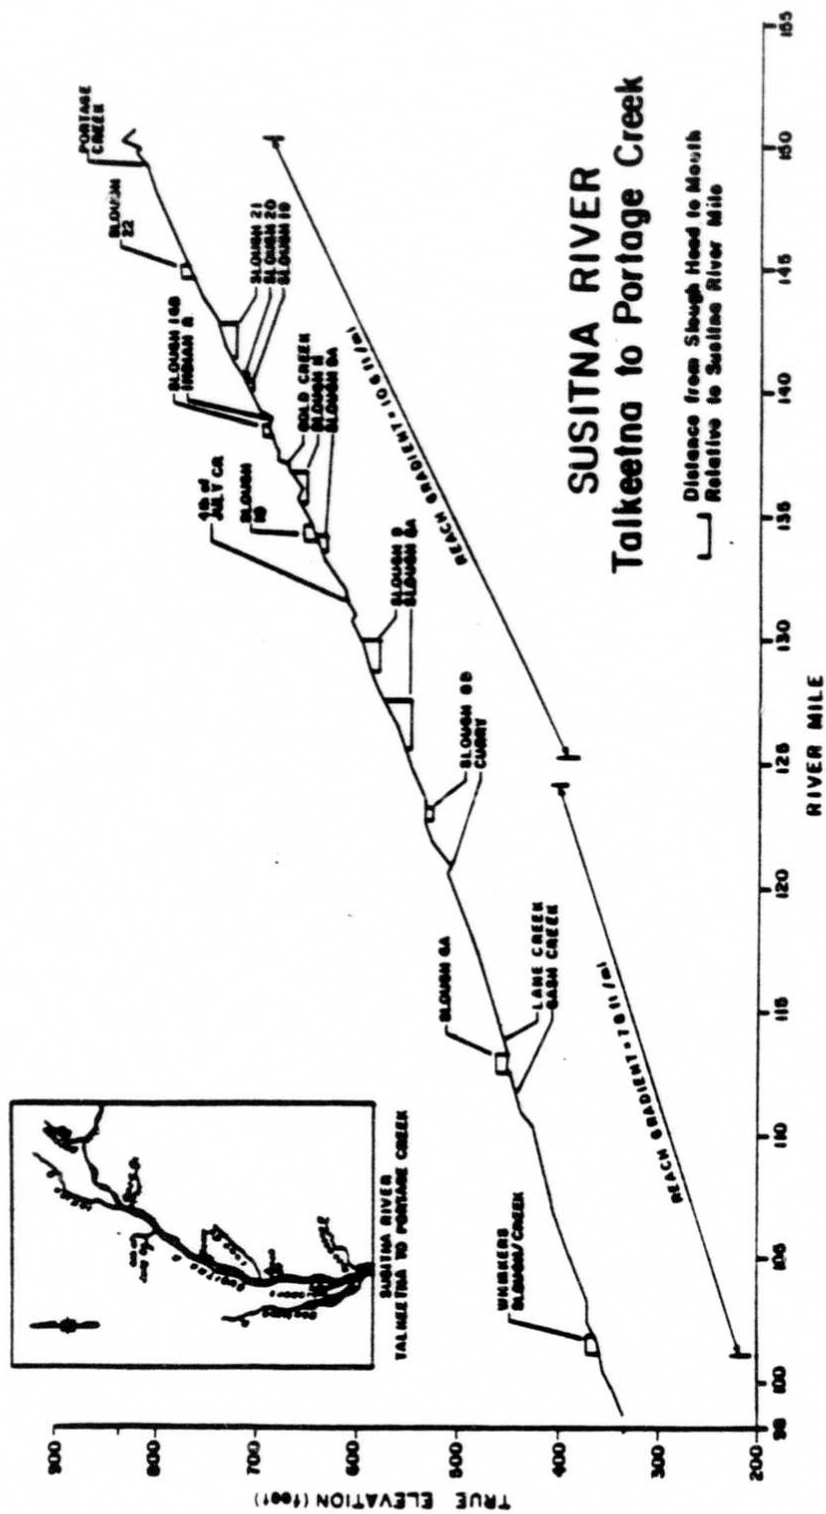 SUSITNA RIVER
Talkeetna to Portage Creek
Distance from Slough Head to Mouth
Relative to Susitna River Mile
TRUE ELEVATION (feet)
900
800
700
600
500
400
300
200
RIVER MILE
98
100
105
110
115
120
125
130
135
140
145
150
155
PORTAGE
CREEK
SLOUGH
22
SLOUGH 21
SLOUGH 20
SLOUGH 19
INDIAN R
GOLD CREEK
SLOUGH 11
SLOUGH 9A
4th of
JULY CR
SLOUGH
10
SLOUGH 9
SLOUGH 8A
SLOUGH 8B
CURRY
SLOUGH 6A
LANE CREEK
GASH CREEK
WHISKERS
SLOUGH/CREEK
REACH GRADIENT=10.6 ft/mi
REACH GRADIENT=7.8 ft/mi
SUSITNA RIVER
TALKEETNA TO PORTAGE CREEK